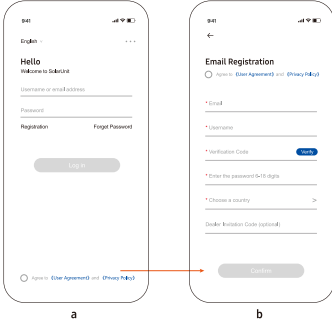 9:41
English
Hello
Welcome to SolarUnit
Username or email address
Password
Registration Forget Password
Log in
Agree to 《User Agreement》 and 《Privacy Policy》
a
9:41
Email Registration
Agree to 《User Agreement》 and 《Privacy Policy》
* Email
* Username
* Verification Code Verify
* Enter the password 6-18 digits
* Choose a country >
Dealer Invitation Code (optional)
Confirm
b